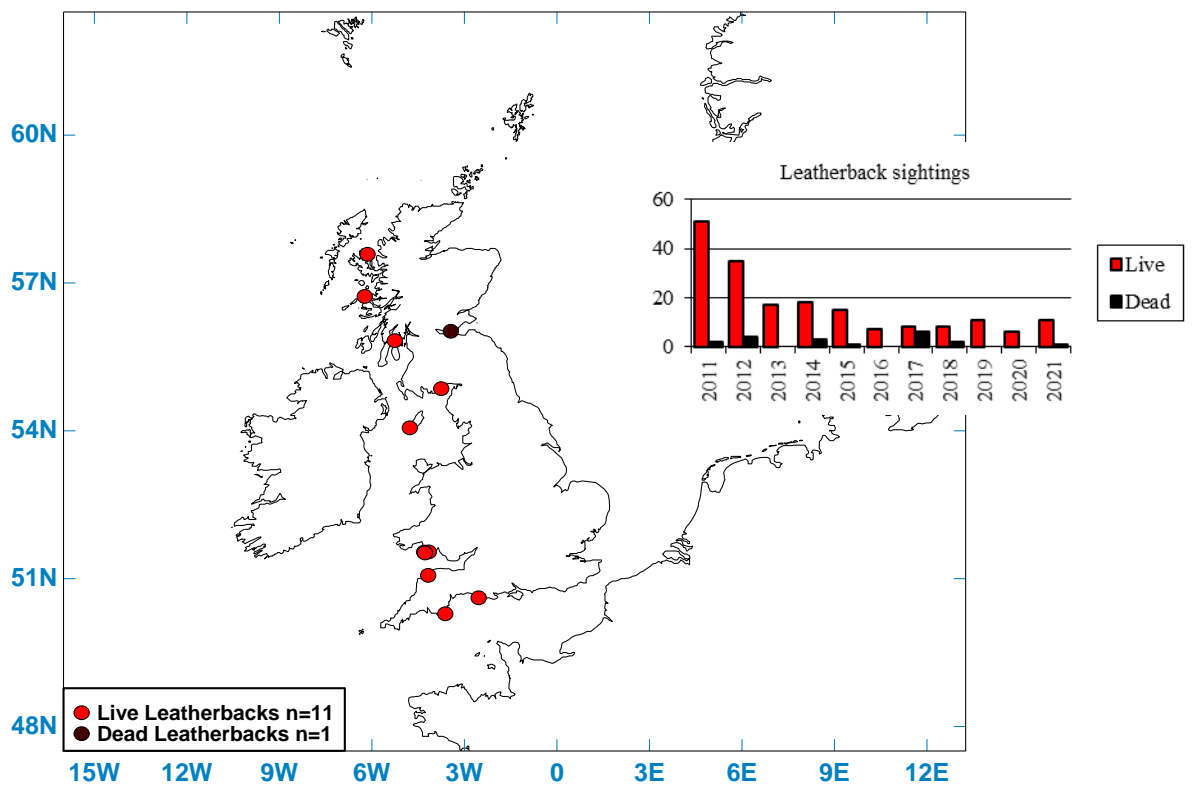 60N
57N
54N
51N
48N
Leatherback sightings
60
40
20
0
2011 2012 2013 2014 2015 2016 2017 2018 2019 2020 2021
Live
Dead
Live Leatherbacks n=11
Dead Leatherbacks n=1
15W 12W 9W 6W 3W 0 3E 6E 9E 12E